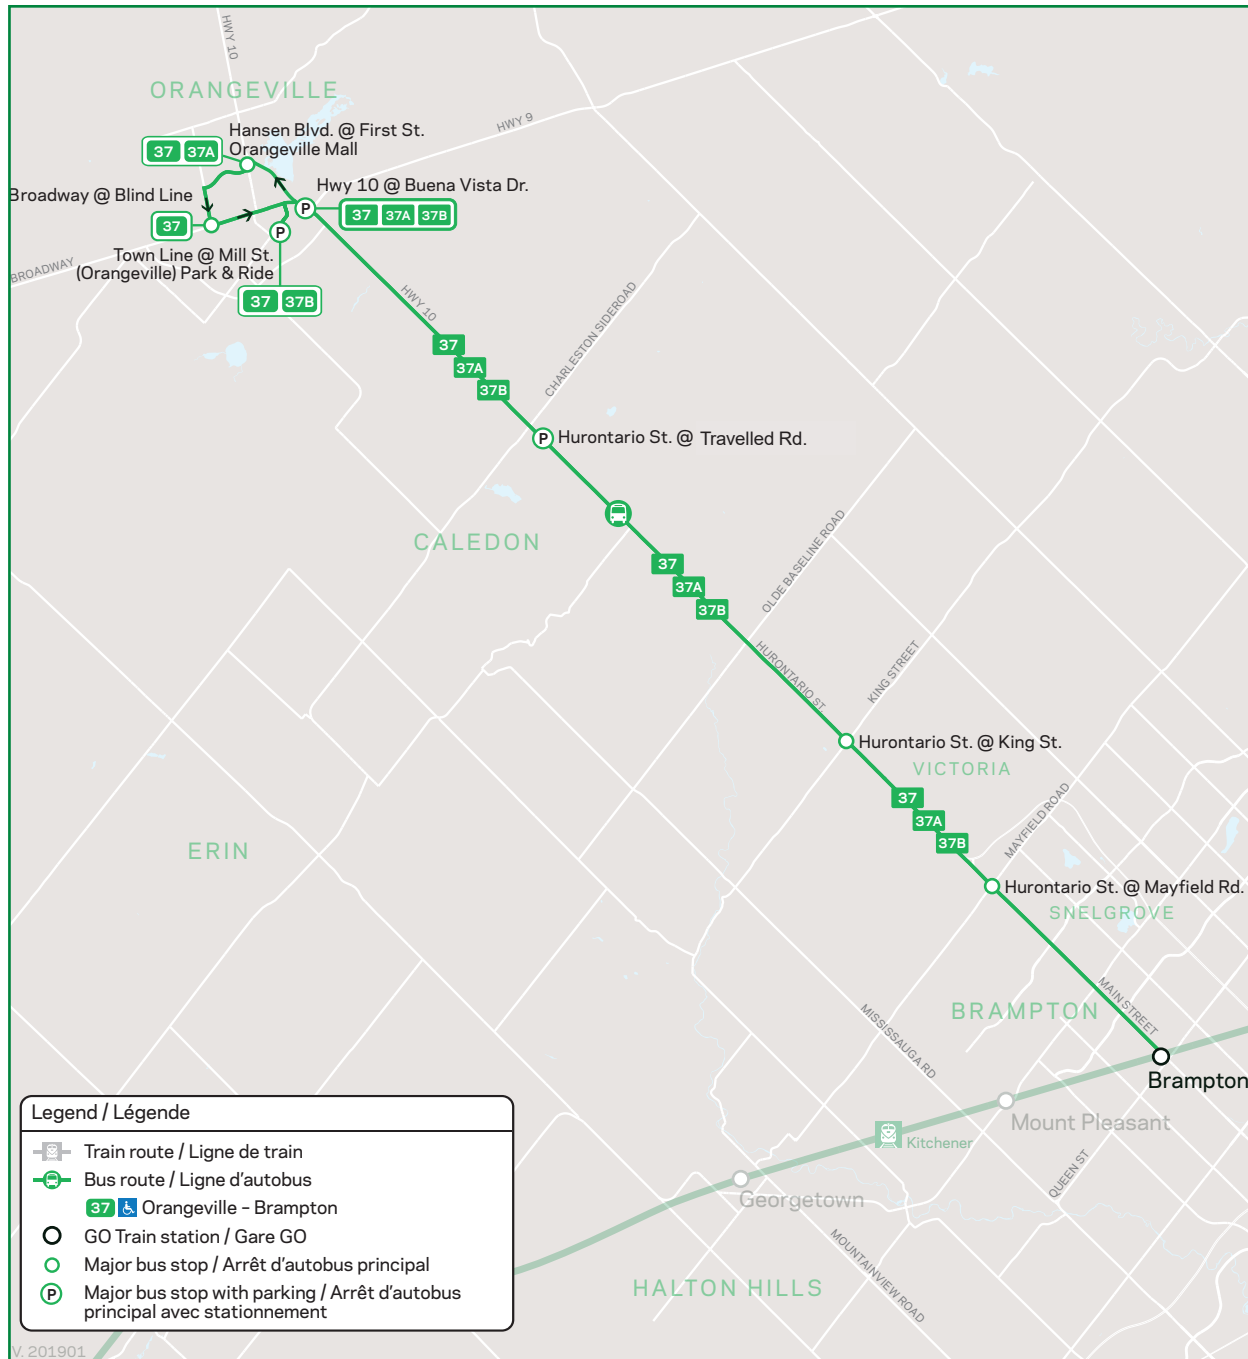 HWY 10
ORANGEVILLE
HWY 9
Hansen Blvd. @ First St.
Orangeville Mall
37 37A
Broadway @ Blind Line
Hwy 10 @ Buena Vista Dr.
37 37A 37B
37
P
P
Town Line @ Mill St.
(Orangeville) Park & Ride
BROADWAY
37 37B
HWY 10
CHARLESTON SIDEROAD
37
37A
37B
P
Hurontario St. @ Travelled Rd.
CALEDON
OLDE BASELINE ROAD
37
37A
37B
HURONTARIO ST.
KING STREET
Hurontario St. @ King St.
VICTORIA
37
37A
37B
MAYFIELD ROAD
ERIN
Hurontario St. @ Mayfield Rd.
SNELGROVE
MAIN STREET
BRAMPTON
MISSISSAUGA RD
Brampton
Mount Pleasant
Kitchener
QUEEN ST
Georgetown
MOUNTAINVIEW ROAD
HALTON HILLS
Legend / Légende
Train route / Ligne de train
Bus route / Ligne d'autobus
37 Orangeville - Brampton
GO Train station / Gare GO
Major bus stop / Arrêt d'autobus principal
P Major bus stop with parking / Arrêt d'autobus
principal avec stationnement
V. 201901